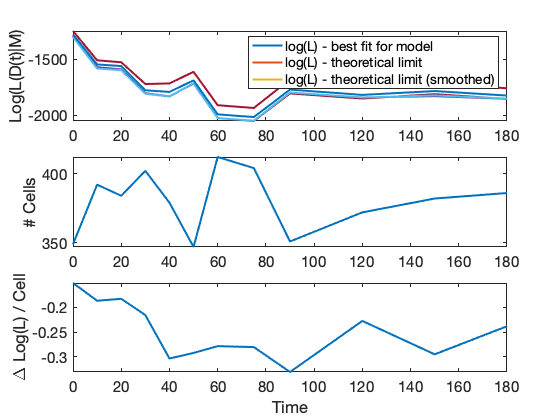 Log(L(D(t)|M)
-1500
-2000
log(L) - best fit for model
log(L) - theoretical limit
log(L) - theoretical limit (smoothed)
0 20 40 60 80 100 120 140 160 180
# Cells
400
350
0 20 40 60 80 100 120 140 160 180
Δ Log(L) / Cell
-0.2
-0.25
-0.3
0 20 40 60 80 100 120 140 160 180
Time